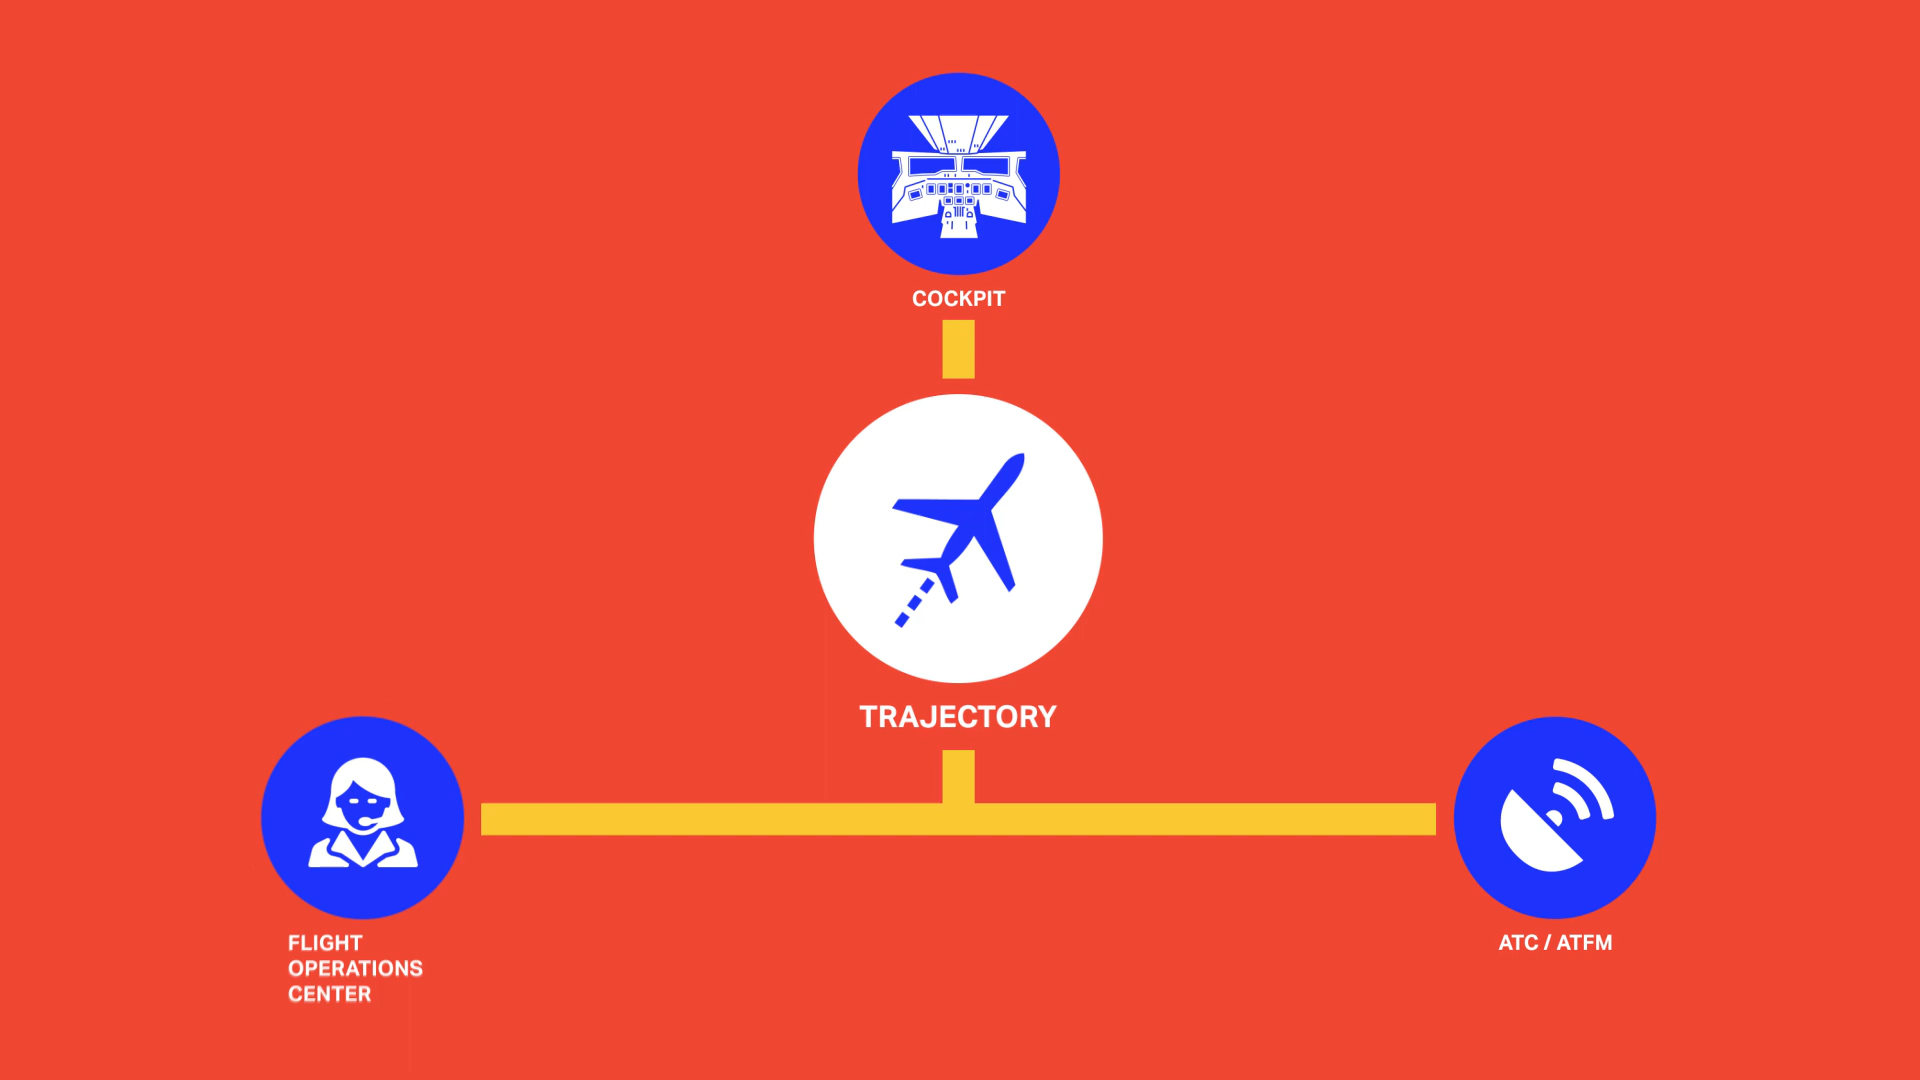 COCKPIT
TRAJECTORY
FLIGHT
OPERATIONS
CENTER
ATC / ATFM